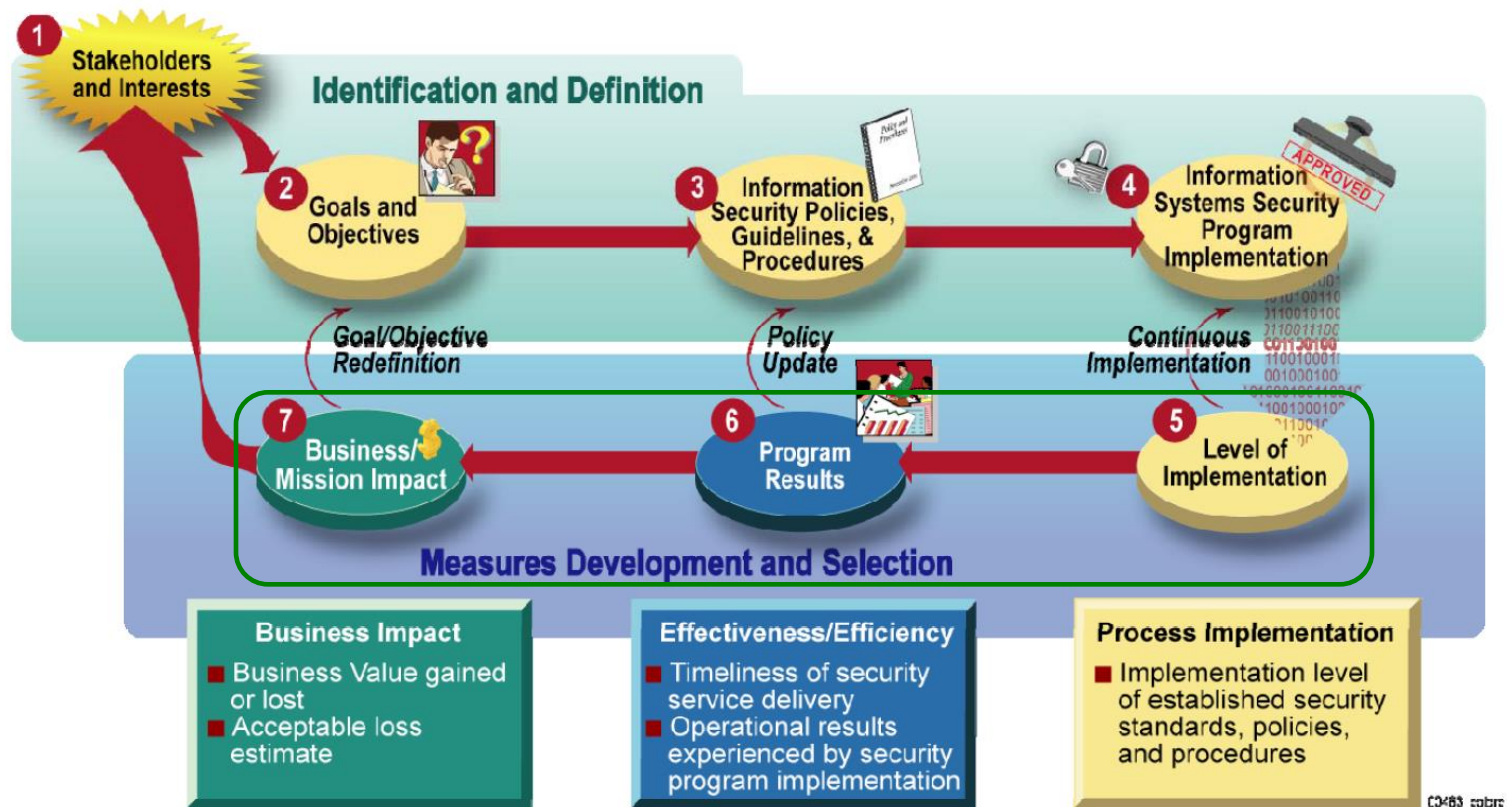 1
Stakeholders
and Interests
Identification and Definition
2
Goals and
Objectives
3
Information
Security Policies,
Guidelines, &
Procedures
Policy and
Procedures
4
Information
Systems Security
Program
Implementation
APPROVED
Goal/Objective
Redefinition
Policy
Update
Continuous
Implementation
7
Business/
Mission Impact
6
Program
Results
5
Level of
Implementation
Measures Development and Selection
Business Impact
Business Value gained
or lost
Acceptable loss
estimate
Effectiveness/Efficiency
Timeliness of security
service delivery
Operational results
experienced by security
program implementation
Process Implementation
Implementation level
of established security
standards, policies,
and procedures